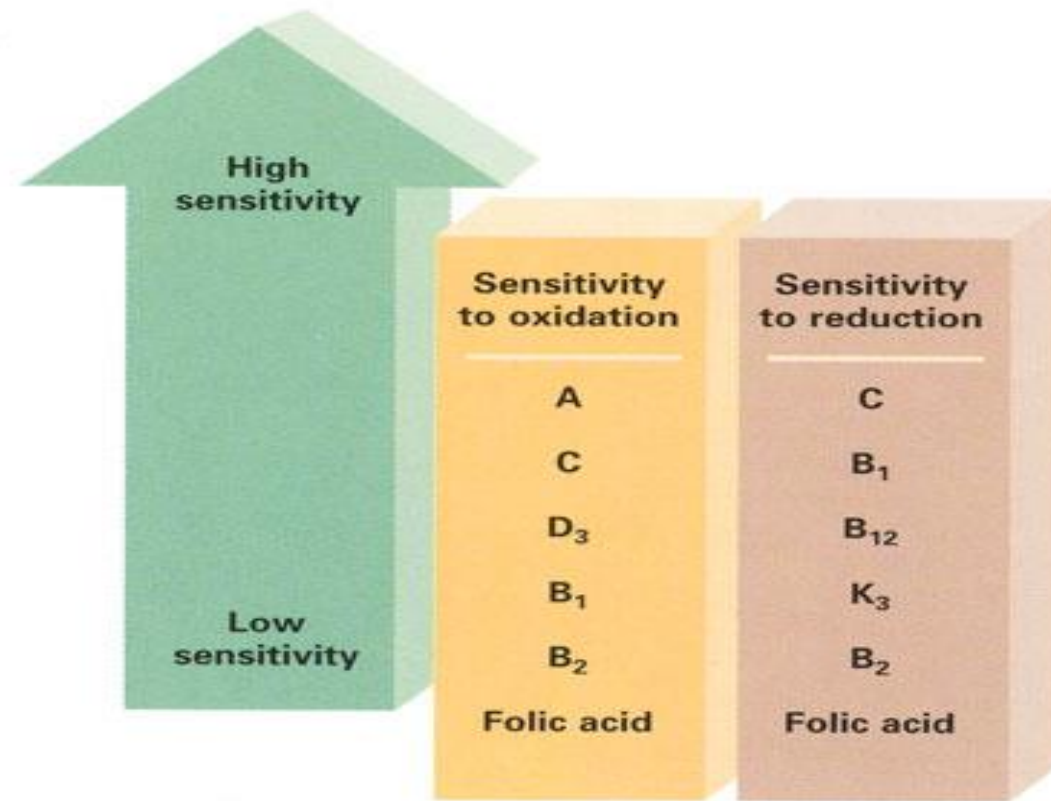 High
sensitivity
Low
sensitivity
Sensitivity
to oxidation
A
C
D₃
B₁
B₂
Folic acid
Sensitivity
to reduction
C
B₁
B₁₂
K₃
B₂
Folic acid